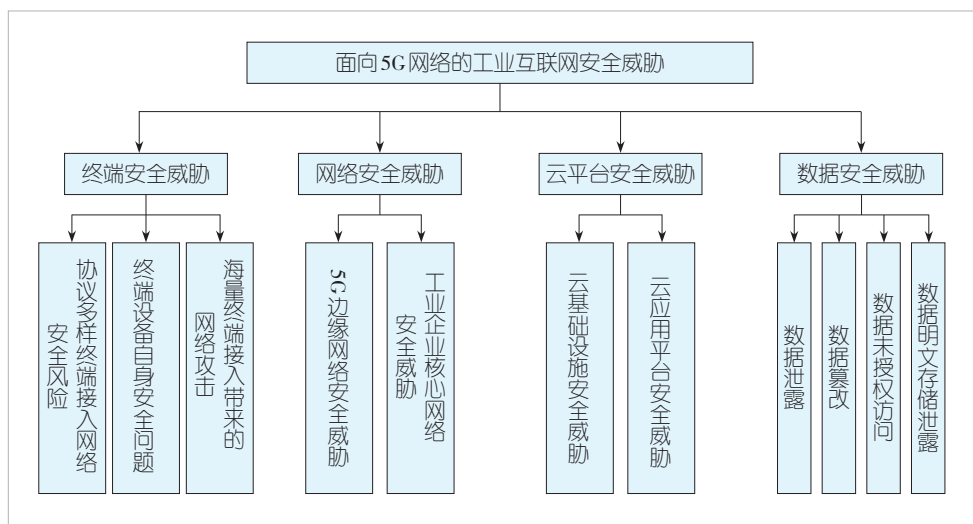 面向5G网络的工业互联网安全威胁
终端安全威胁
网络安全威胁
云平台安全威胁
数据安全威胁
协议多样终端接入网络
安全风险
终端设备自身安全问题
海量终端接入带来的
网络攻击
5G边缘网络安全威胁
工业企业核心网络
安全威胁
云基础设施安全威胁
云应用平台安全威胁
数据泄露
数据篡改
数据未授权访问
数据明文存储泄露